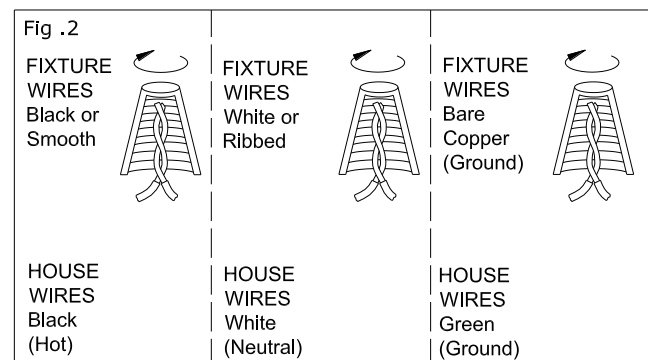 Fig .2
FIXTURE
WIRES
Black or
Smooth
HOUSE
WIRES
Black
(Hot)
FIXTURE
WIRES
White or
Ribbed
HOUSE
WIRES
White
(Neutral)
FIXTURE
WIRES
Bare
Copper
(Ground)
HOUSE
WIRES
Green
(Ground)